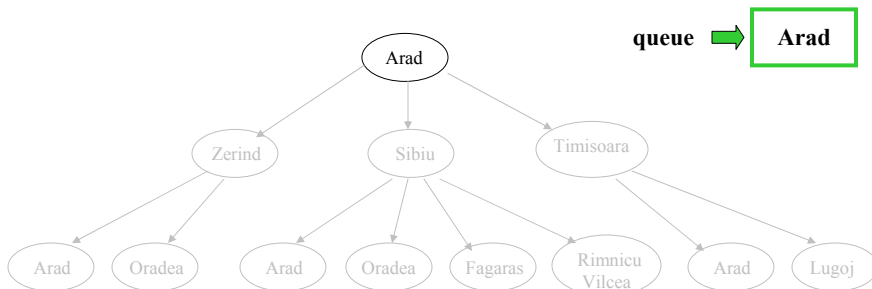 queue Arad
Arad
Zerind Sibiu Timisoara
Arad Oradea Arad Oradea Fagaras Rimnicu Vilcea Arad Lugoj